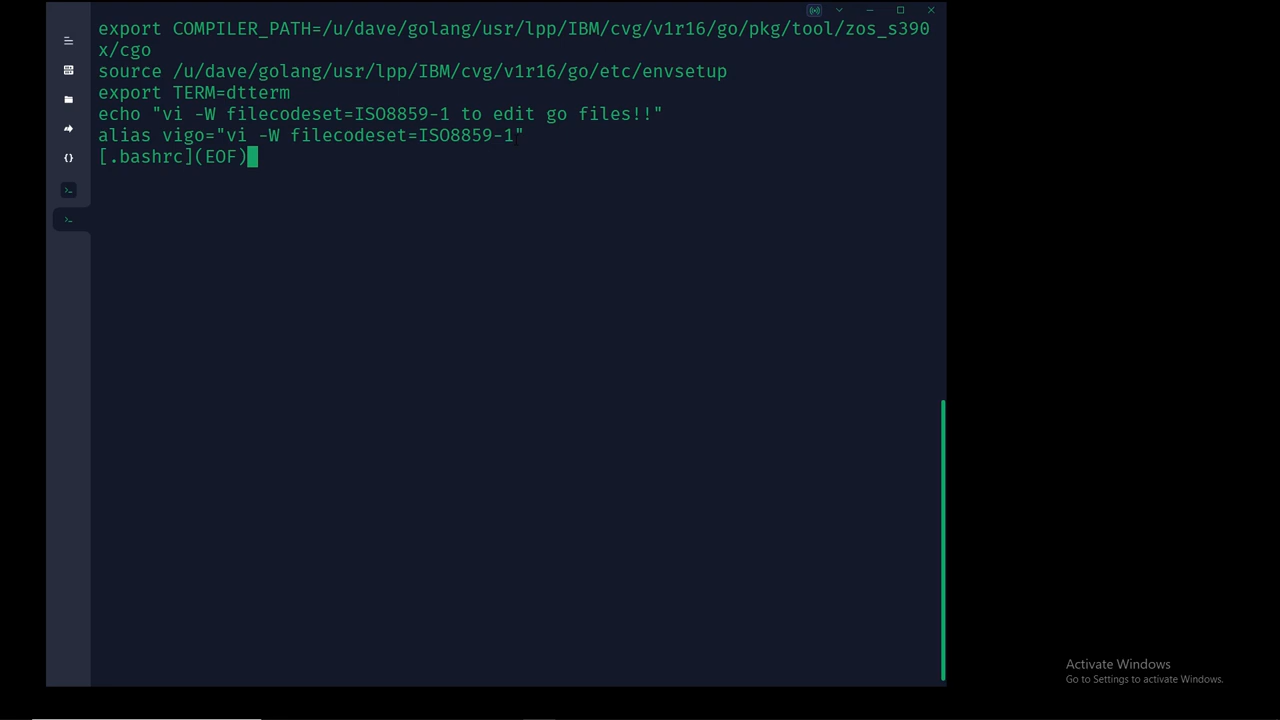 export COMPILER_PATH=/u/dave/golang/usr/lpp/IBM/cvg/v1r16/go/pkg/tool/zos_s390
x/cgo
source /u/dave/golang/usr/lpp/IBM/cvg/v1r16/go/etc/envsetup
export TERM=dtterm
echo "vi -W filecodeset=ISO8859-1 to edit go files!!"
alias vigo="vi -W filecodeset=ISO8859-1"
[.bashrc](EOF)
Activate Windows
Go to Settings to activate Windows.